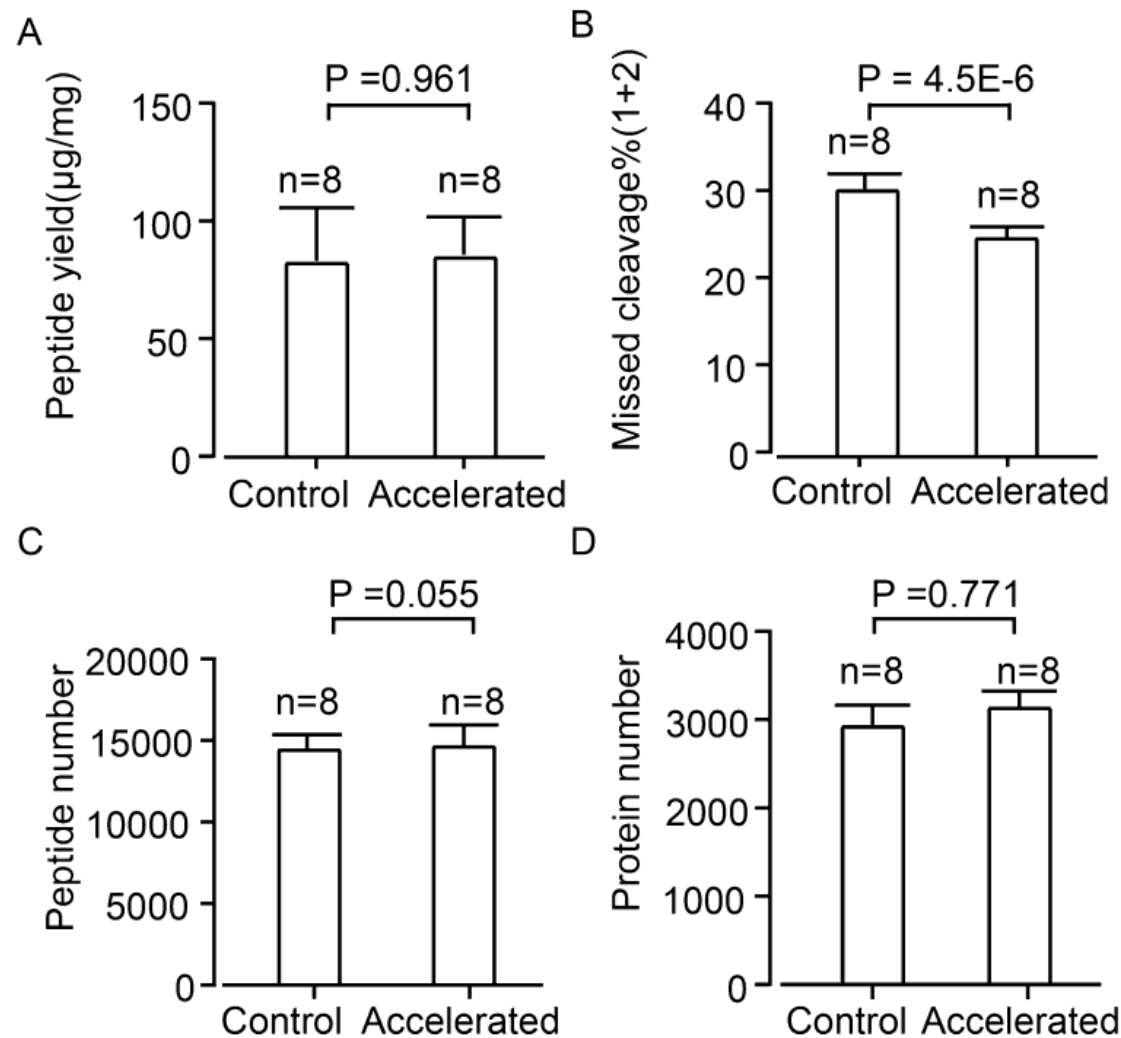 A
Peptide yield(µg/mg)
P =0.961
150
100
50
0
n=8
n=8
Control
Accelerated
B
Missed cleavage%(1+2)
P = 4.5E-6
40
30
20
10
0
n=8
n=8
Control
Accelerated
C
Peptide number
P =0.055
20000
15000
10000
5000
0
n=8
n=8
Control
Accelerated
D
Protein number
P =0.771
4000
3000
2000
1000
0
n=8
n=8
Control
Accelerated